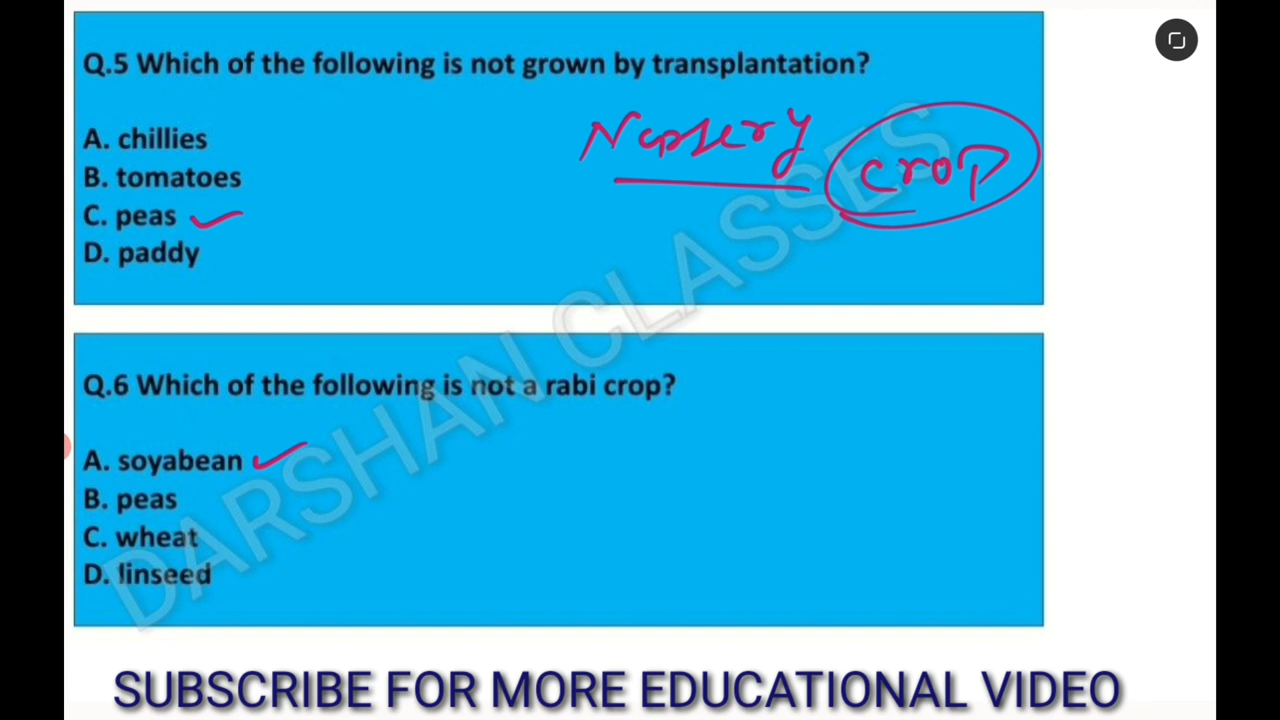 Q.5 Which of the following is not grown by transplantation?
A. chillies
B. tomatoes
C. peas
D. paddy
Nersery crop
Q.6 Which of the following is not a rabi crop?
A. soyabean
B. peas
C. wheat
D. linseed
DARSHAN CLASSES
SUBSCRIBE FOR MORE EDUCATIONAL VIDEO